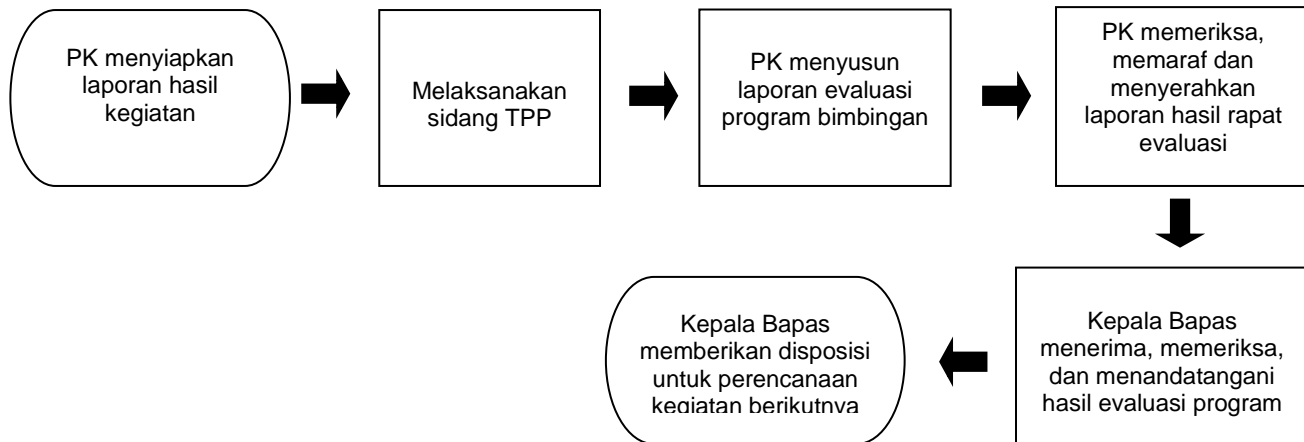 PK menyiapkan
laporan hasil
kegiatan
Melaksanakan
sidang TPP
PK menyusun
laporan evaluasi
program bimbingan
PK memeriksa,
memaraf dan
menyerahkan
laporan hasil rapat
evaluasi
Kepala Bapas
menerima, memeriksa,
dan menandatangani
hasil evaluasi program
Kepala Bapas
memberikan disposisi
untuk perencanaan
kegiatan berikutnya